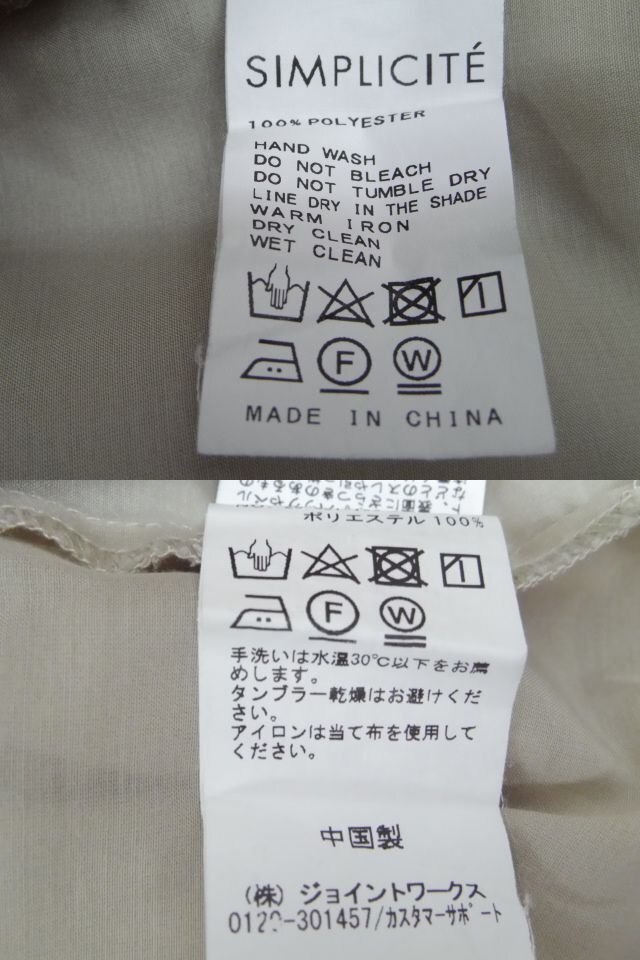 SIMPLICITÉ
100% POLYESTER
HAND WASH
DO NOT BLEACH
DO NOT TUMBLE DRY
LINE DRY IN THE SHADE
WARM IRON
DRY CLEAN
WET CLEAN
F W
MADE IN CHINA
ポリエステル 100%
F W
手洗いは水温30℃以下をお薦
めします。
タンブラー乾燥はお避けくだ
さい。
アイロンは当て布を使用して
ください。
中国製
（株）ジョイントワークス
0120-301457/カスタマーサポート